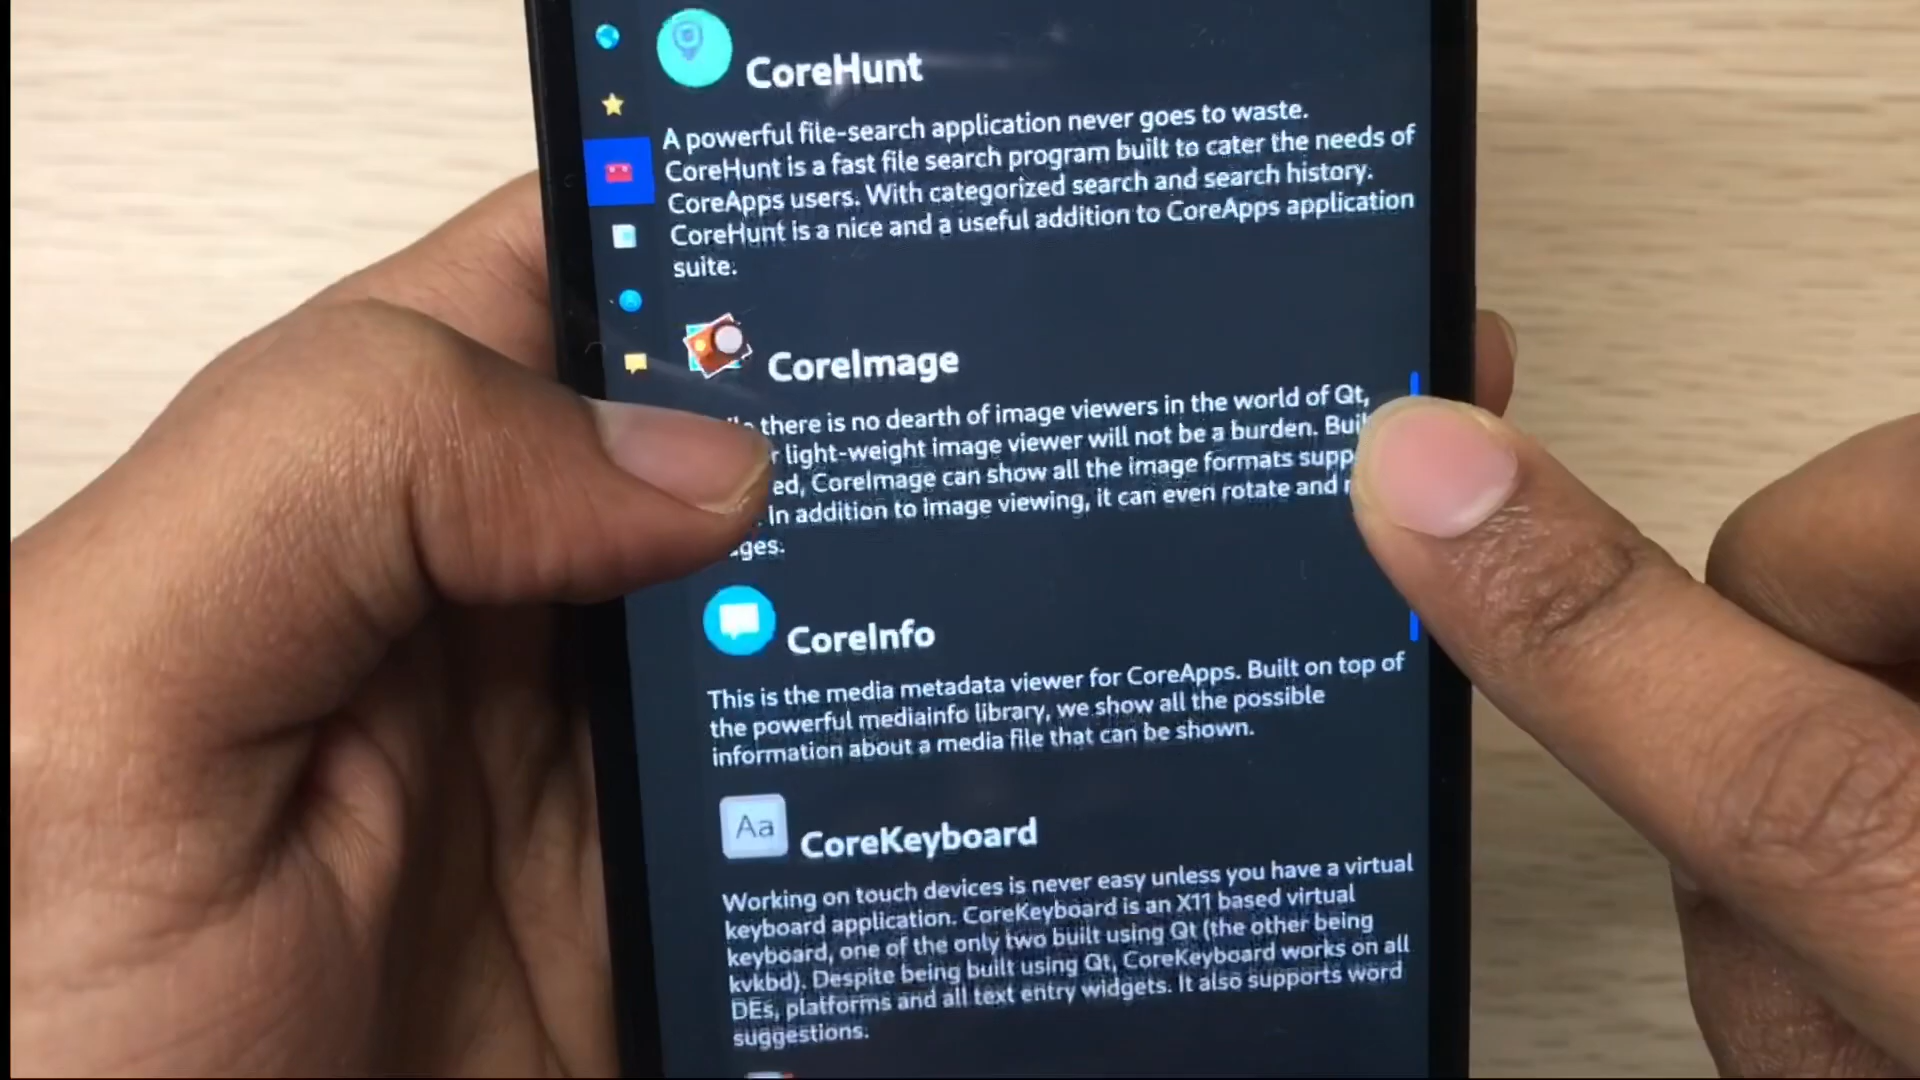 CoreHunt
A powerful file-search application never goes to waste.
CoreHunt is a fast file search program built to cater the needs of
CoreApps users. With categorized search and search history.
CoreHunt is a nice and a useful addition to CoreApps application
suite.
CoreImage
there is no dearth of image viewers in the world of Qt,
light-weight image viewer will not be a burden.
CoreImage can show all the image formats
In addition to image viewing, it can even rotate and
CoreInfo
This is the media metadata viewer for CoreApps. Built on top of
the powerful mediainfo library, we show all the possible
information about a media file that can be shown.
Aa
CoreKeyboard
Working on touch devices is never easy unless you have a virtual
keyboard application. CoreKeyboard is an X11 based virtual
keyboard, one of the only two built using Qt (the other being
kvkbd). Despite being built using Qt, CoreKeyboard works on all
DEs, platforms and all text entry widgets. It also supports word
suggestions.